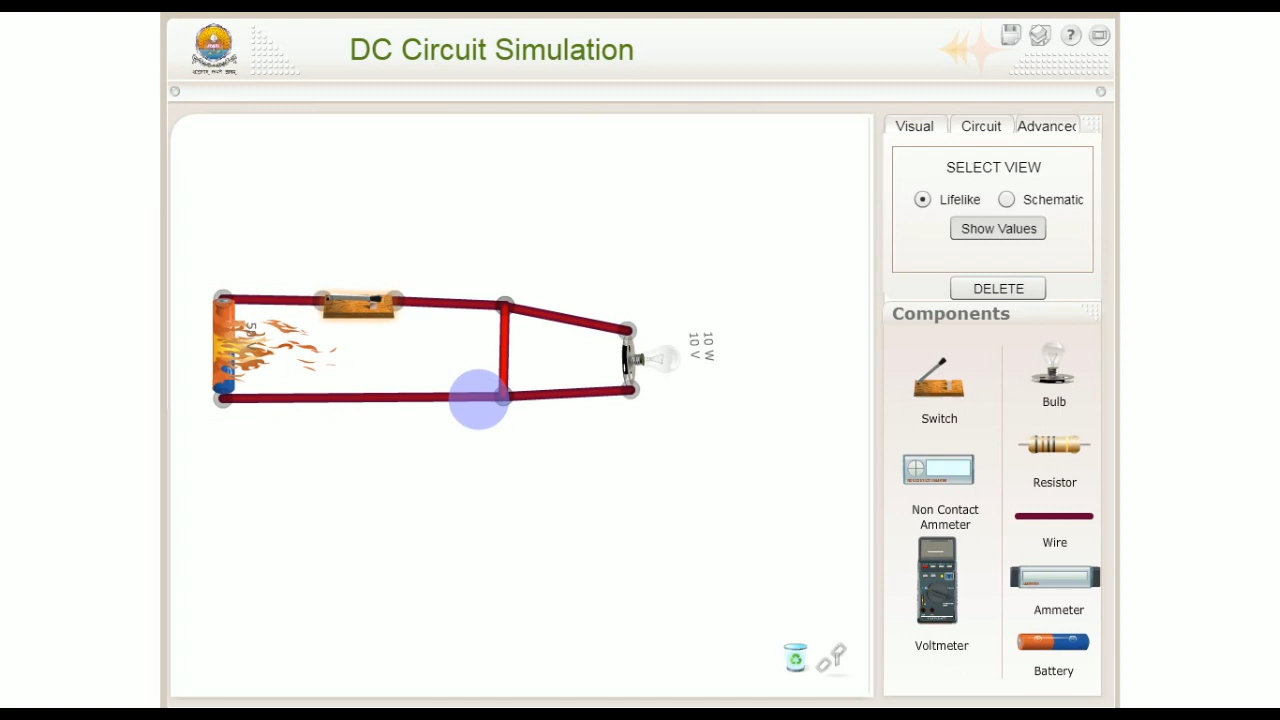 DC Circuit Simulation
?
Visual
Circuit
Advanced
SELECT VIEW
Lifelike
Schematic
Show Values
DELETE
Components
10 W
10 V
Switch
Bulb
Resistor
Non Contact
Ammeter
Wire
Ammeter
Voltmeter
Battery